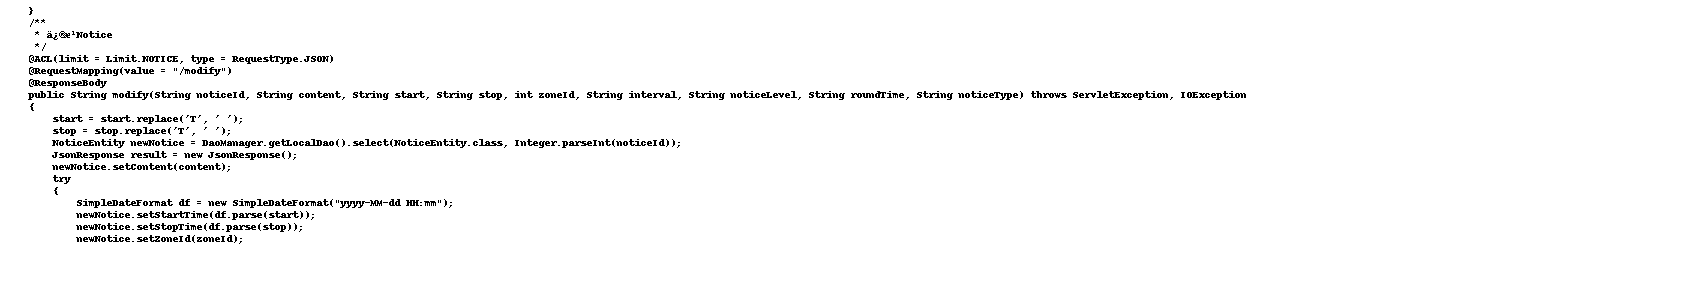 }
/**
 * ä¿®æ¹Notice
 */
@ACL(limit = Limit.NOTICE, type = RequestType.JSON)
@RequestMapping(value = "/modify")
@ResponseBody
public String modify(String noticeId, String content, String start, String stop, int zoneId, String interval, String noticeLevel, String roundTime, String noticeType) throws ServletException, IOException
{
    start = start.replace('T', ' ');
    stop = stop.replace('T', ' ');
    NoticeEntity newNotice = DaoManager.getLocalDao().select(NoticeEntity.class, Integer.parseInt(noticeId));
    JsonResponse result = new JsonResponse();
    newNotice.setContent(content);
    try
    {
        SimpleDateFormat df = new SimpleDateFormat("yyyy-MM-dd HH:mm");
        newNotice.setStartTime(df.parse(start));
        newNotice.setStopTime(df.parse(stop));
        newNotice.setZoneId(zoneId);